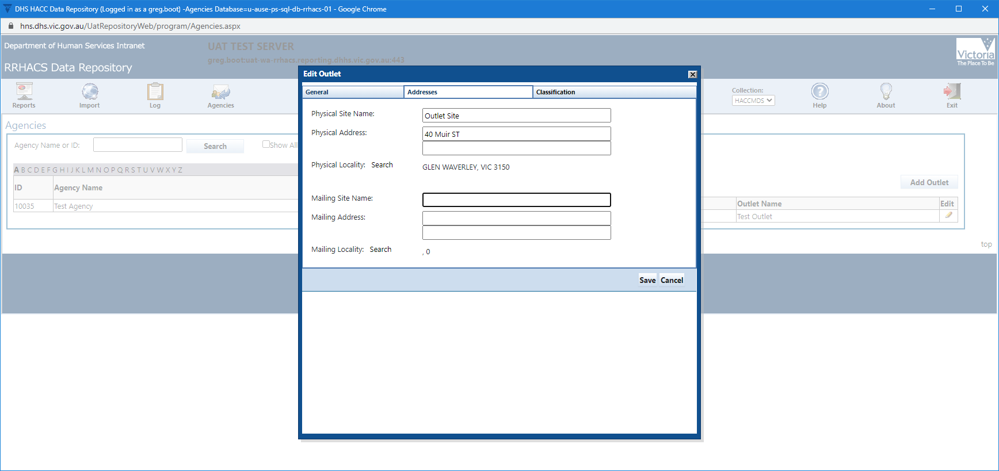 DHS HACC Data Repository (Logged in as a greg.boot) -Agencies Database=u-ause-ps-sql-db-rrhacs-01 - Google Chrome
hns.dhs.vic.gov.au/UatRepositoryWeb/program/Agencies.aspx
Department of Human Services Intranet
UAT TEST SERVER
greg.boot:uat-wa-rrhacs.reporting.dhhs.vic.gov.au:443
RRHACS Data Repository
Victoria
The Place To Be
Reports
Import
Log
Agencies
Collection:
HACCMDS
Help
About
Exit
Agencies
Agency Name or ID:
Search
Show All
A B C D E F G H I J K L M N O P Q R S T U V W X Y Z
ID Agency Name
10035 Test Agency
Add Outlet
Outlet Name Edit
Test Outlet
top
Edit Outlet
General Addresses Classification
Physical Site Name: Outlet Site
Physical Address: 40 Muir ST
Physical Locality: Search GLEN WAVERLEY, VIC 3150
Mailing Site Name:
Mailing Address:
Mailing Locality: Search , 0
Save Cancel